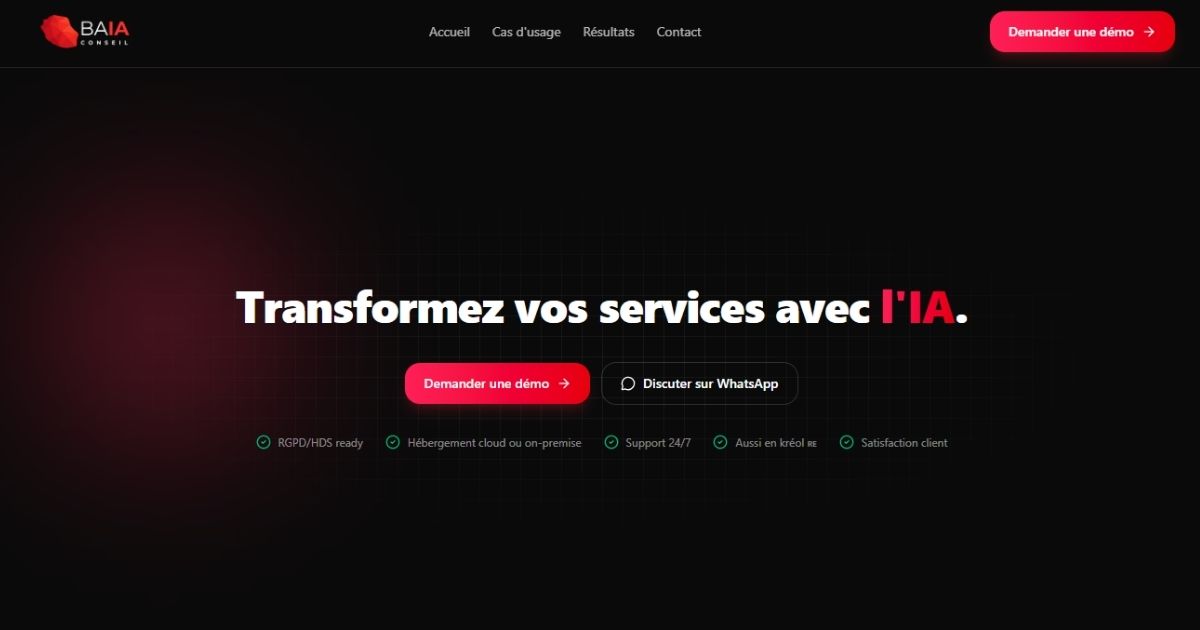 BAIA
CONSEIL
Accueil Cas d'usage Résultats Contact
Demander une démo
Transformez vos services avec l'IA.
Demander une démo Discuter sur WhatsApp
RGPD/HDS ready Hébergement cloud ou on-premise Support 24/7 Aussi en kréol RE Satisfaction client